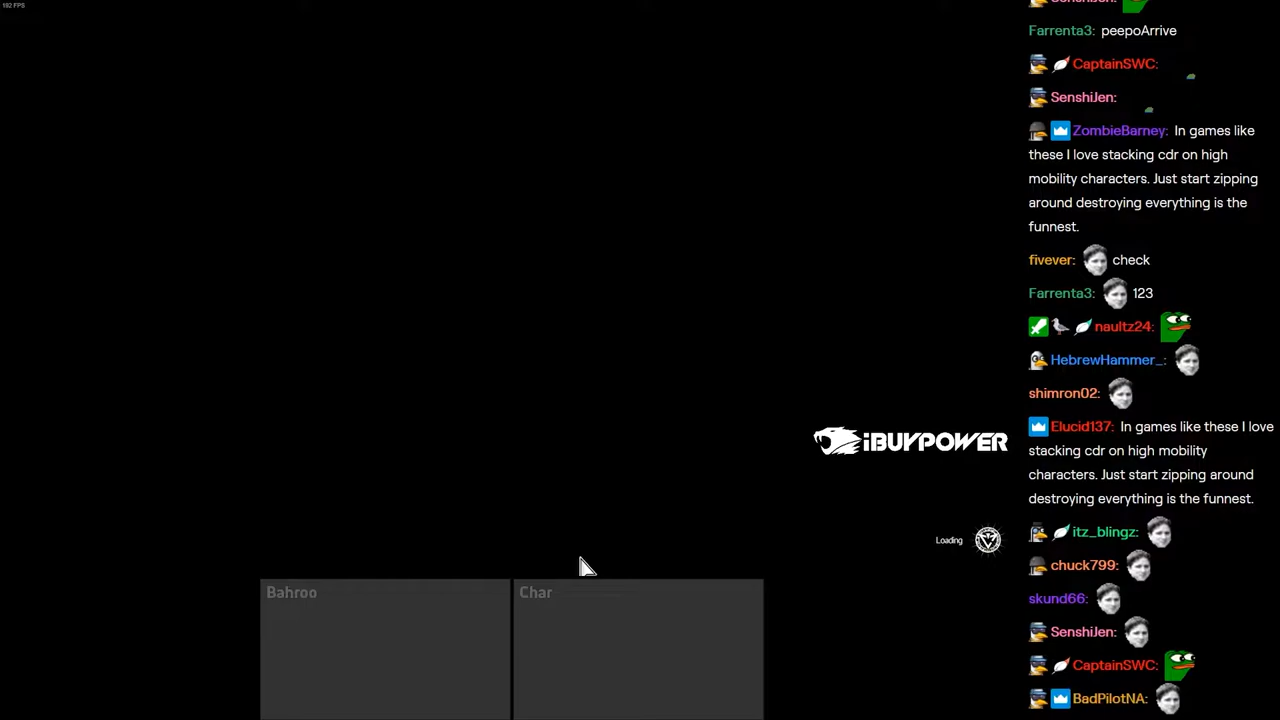 192 FPS
SenshiJen:
Farrenta3: peepoArrive
CaptainSWC:
SenshiJen:
ZombieBarney: In games like
these I love stacking cdr on high
mobility characters. Just start zipping
around destroying everything is the
funnest.
fivever: check
Farrenta3: 123
naultz24:
HebrewHammer_:
shimron02:
Elucid137: In games like these I love
stacking cdr on high mobility
characters. Just start zipping around
destroying everything is the funnest.
itz_blingz:
chuck799:
skund66:
SenshiJen:
CaptainSWC:
BadPilotNA:
iBUYPOWER
Loading
Bahroo
Char